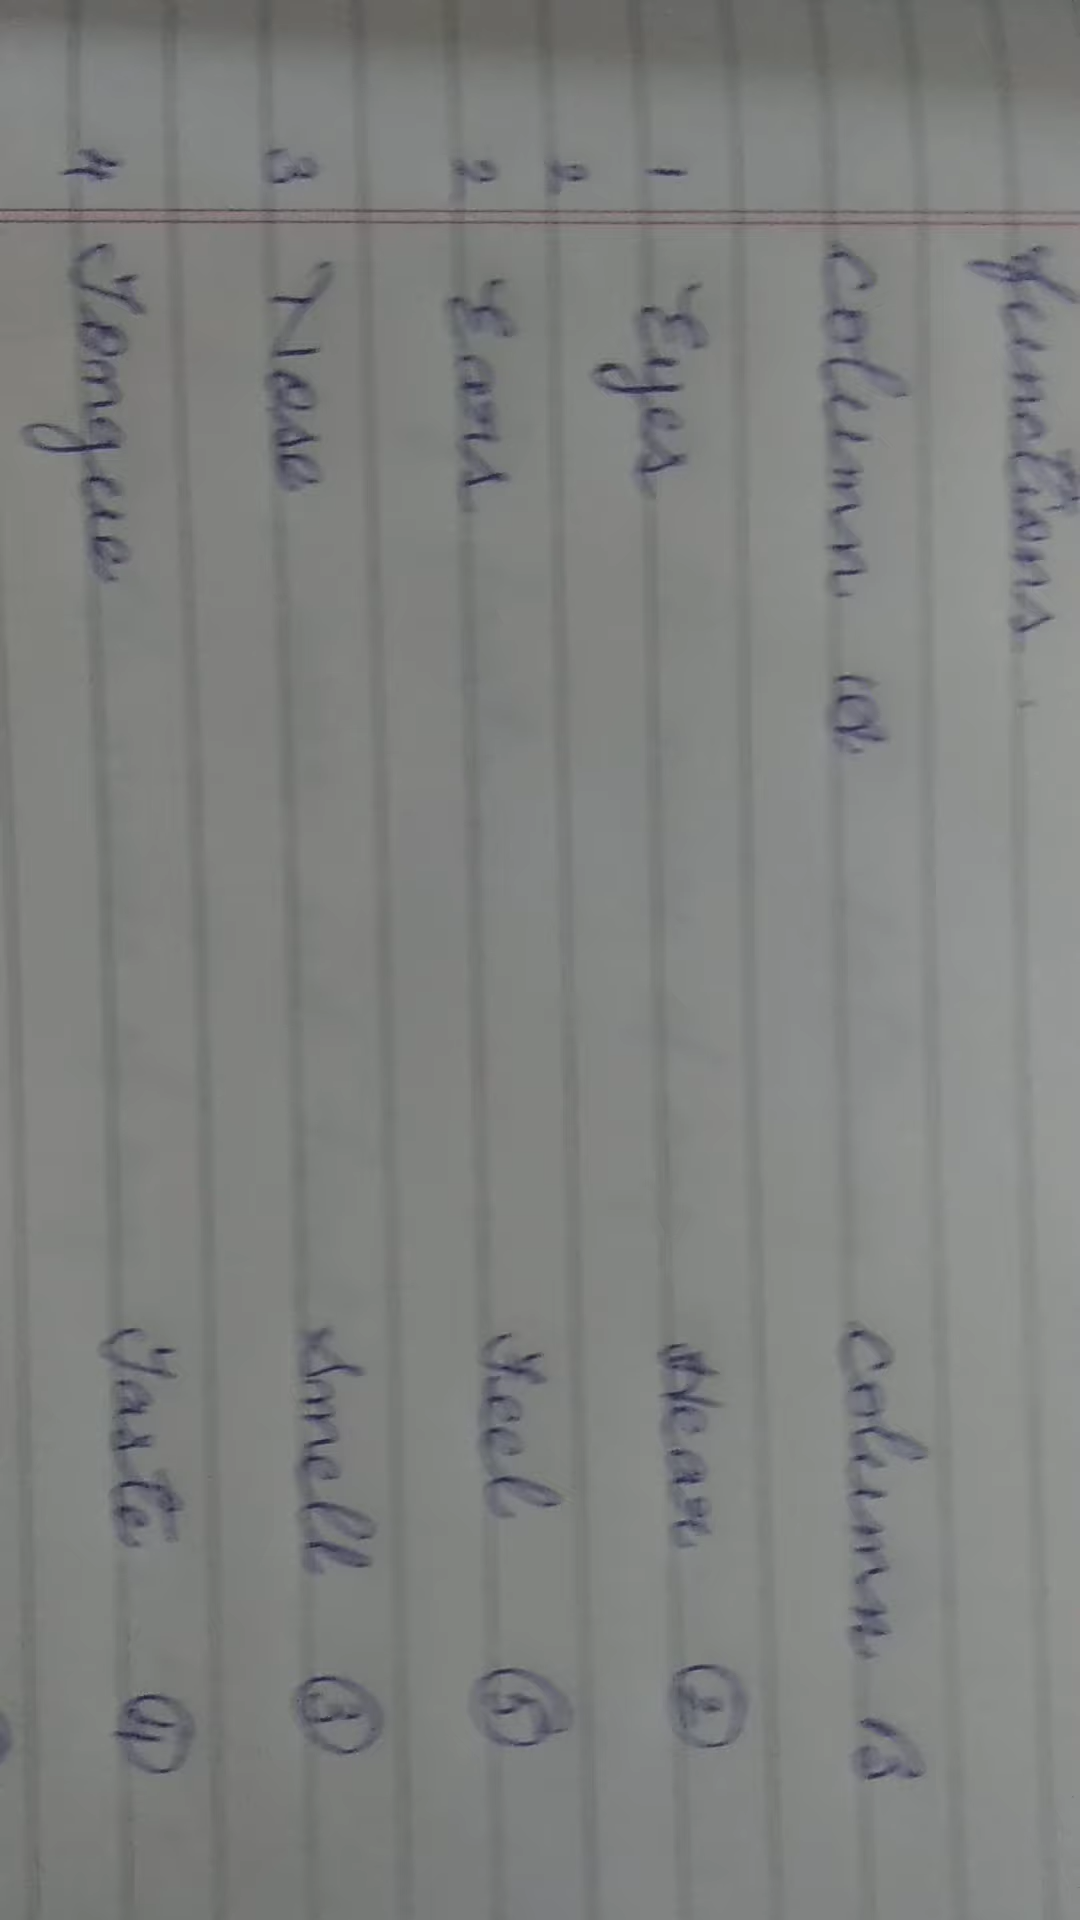 functions.
Column a Column B
1 Eyes Hear ②
2
2 Ears Feel ⑤
3 Nose Smell ③
4 Tongue Taste ④